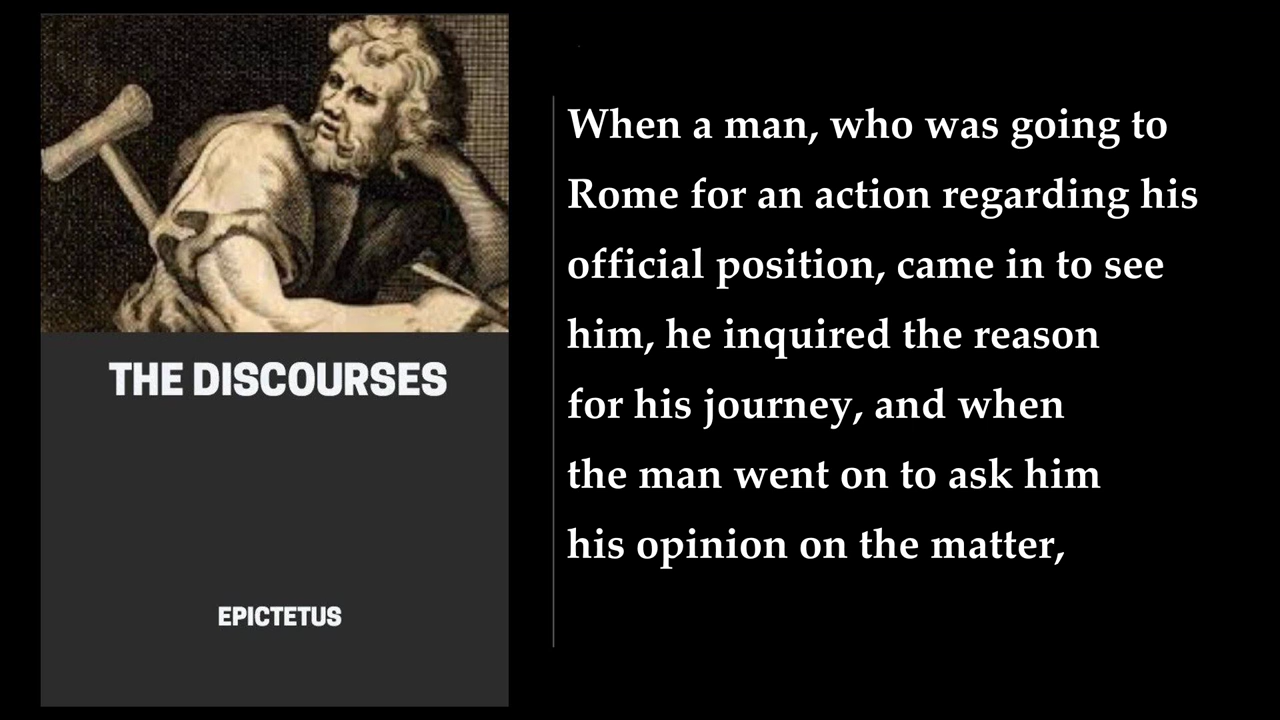 THE DISCOURSES
EPICTETUS
When a man, who was going to
Rome for an action regarding his
official position, came in to see
him, he inquired the reason
for his journey, and when
the man went on to ask him
his opinion on the matter,